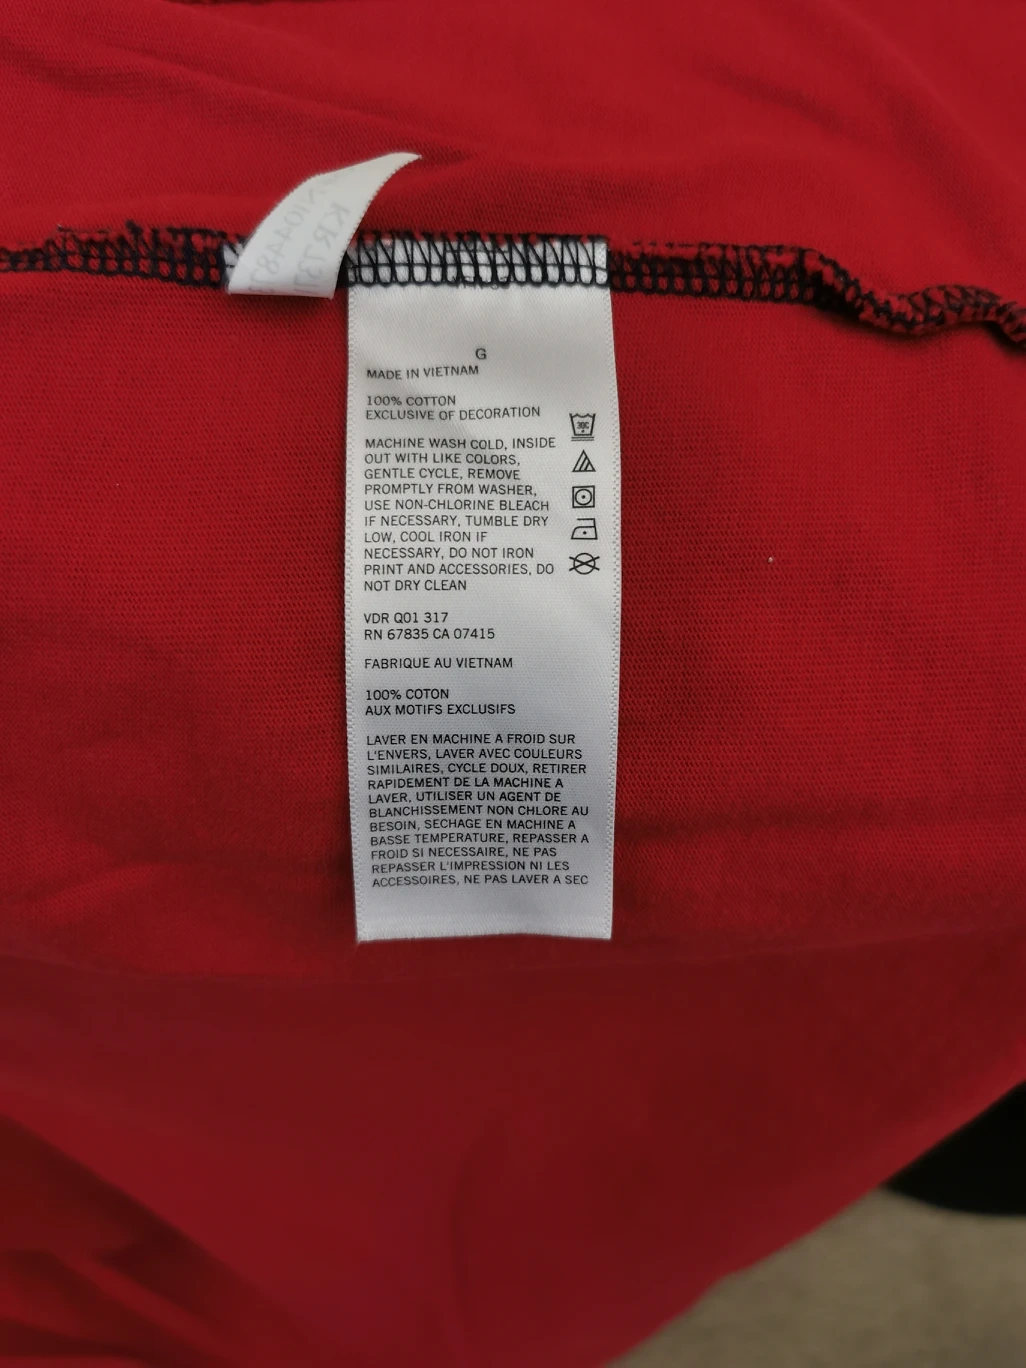 G
MADE IN VIETNAM
100% COTTON
EXCLUSIVE OF DECORATION
MACHINE WASH COLD, INSIDE
OUT WITH LIKE COLORS,
GENTLE CYCLE, REMOVE
PROMPTLY FROM WASHER,
USE NON-CHLORINE BLEACH
IF NECESSARY, TUMBLE DRY
LOW, COOL IRON IF
NECESSARY, DO NOT IRON
PRINT AND ACCESSORIES, DO
NOT DRY CLEAN
30C
VDR Q01 317
RN 67835 CA 07415
FABRIQUE AU VIETNAM
100% COTON
AUX MOTIFS EXCLUSIFS
LAVER EN MACHINE A FROID SUR
L'ENVERS, LAVER AVEC COULEURS
SIMILAIRES, CYCLE DOUX, RETIRER
RAPIDEMENT DE LA MACHINE A
LAVER, UTILISER UN AGENT DE
BLANCHISSEMENT NON CHLORE AU
BESOIN, SECHAGE EN MACHINE A
BASSE TEMPERATURE, REPASSER A
FROID SI NECESSAIRE, NE PAS
REPASSER L'IMPRESSION NI LES
ACCESSOIRES, NE PAS LAVER A SEC